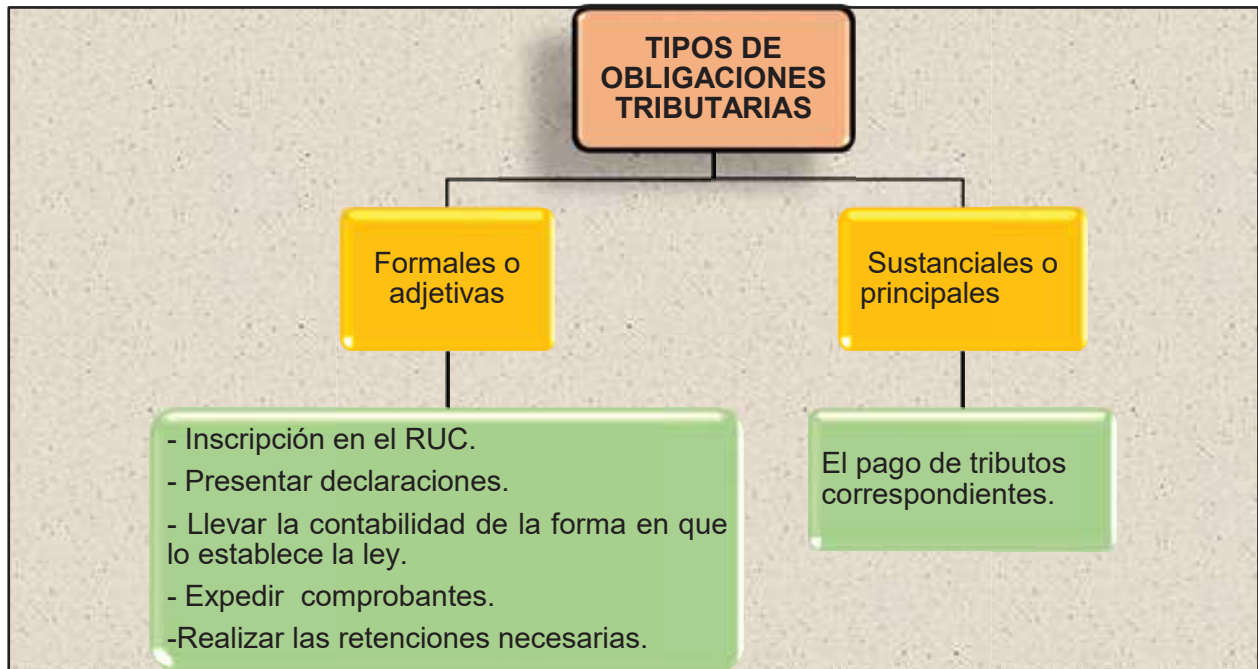 TIPOS DE
OBLIGACIONES
TRIBUTARIAS
Formales o
adjetivas
Sustanciales o
principales
- Inscripción en el RUC.
- Presentar declaraciones.
- Llevar la contabilidad de la forma en que
lo establece la ley.
- Expedir comprobantes.
-Realizar las retenciones necesarias.
El pago de tributos
correspondientes.